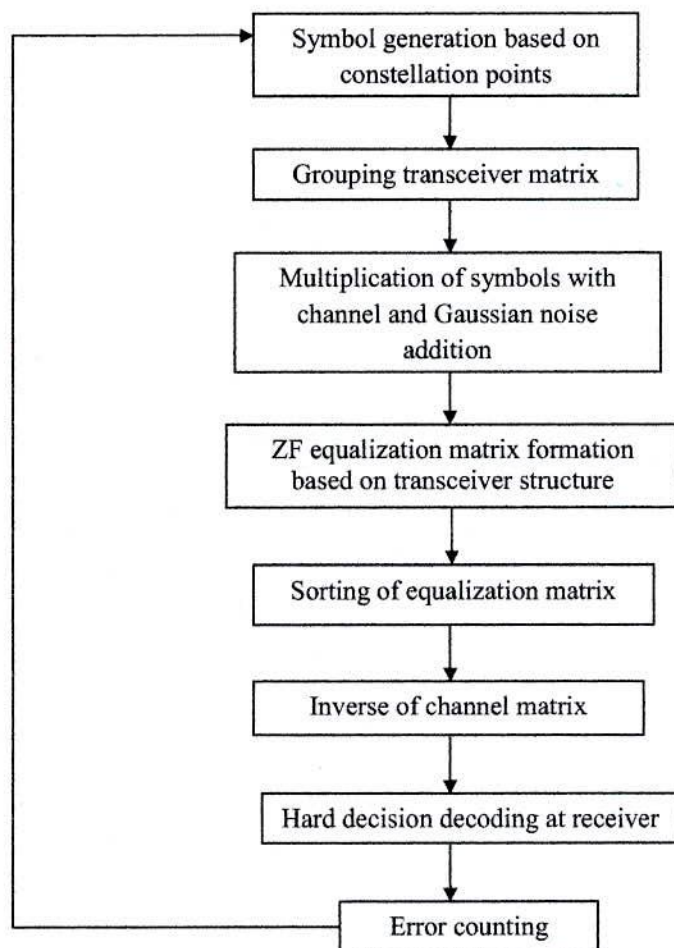 Symbol generation based on
constellation points
Grouping transceiver matrix
Multiplication of symbols with
channel and Gaussian noise
addition
ZF equalization matrix formation
based on transceiver structure
Sorting of equalization matrix
Inverse of channel matrix
Hard decision decoding at receiver
Error counting